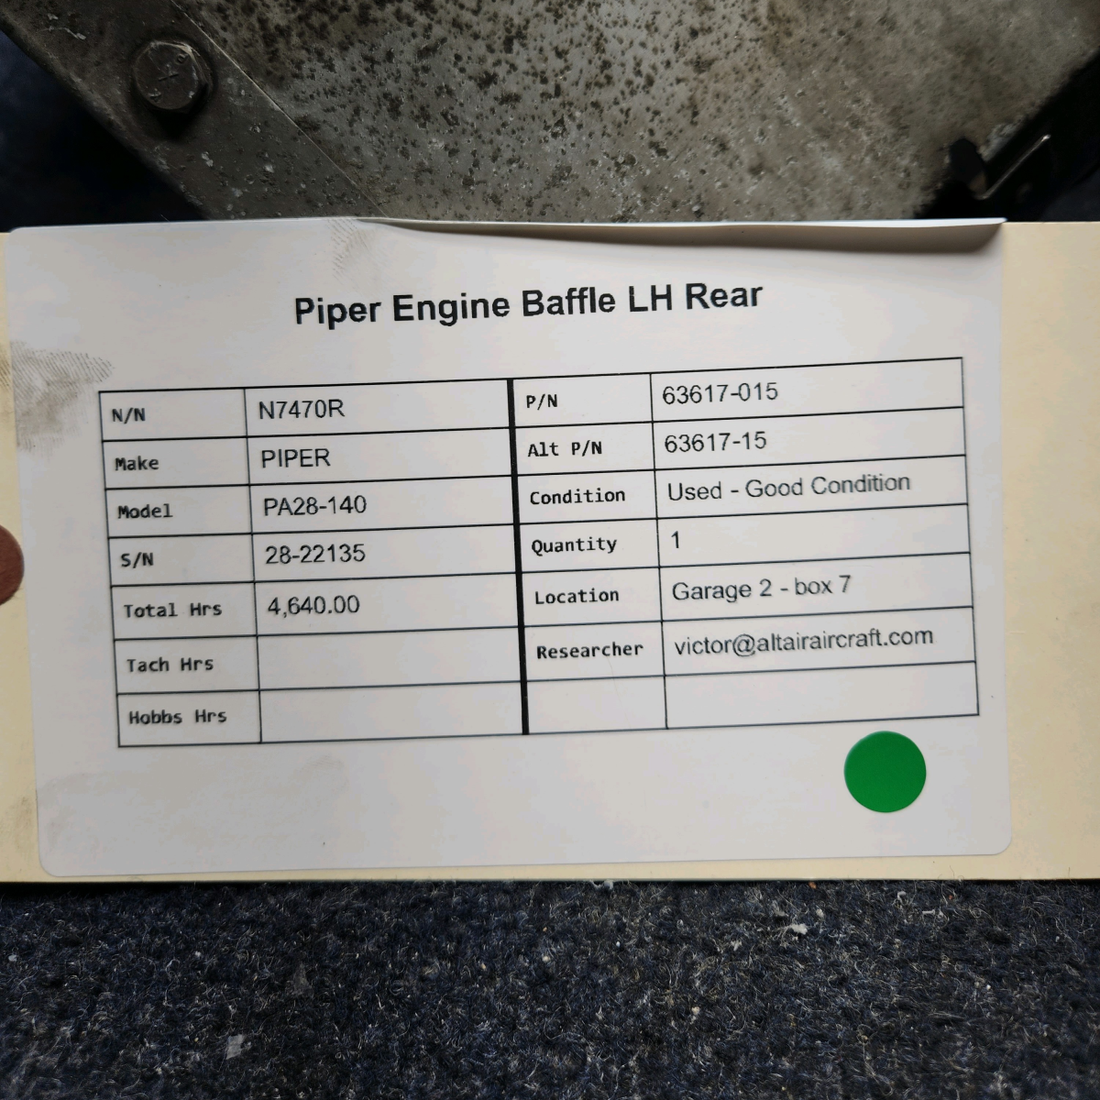 Piper Engine Baffle LH Rear
N/N N7470R P/N 63617-015
Make PIPER Alt P/N 63617-15
Model PA28-140 Condition Used - Good Condition
S/N 28-22135 Quantity 1
Total Hrs 4,640.00 Location Garage 2 - box 7
Tach Hrs Researcher victor@altairaircraft.com
Hobbs Hrs